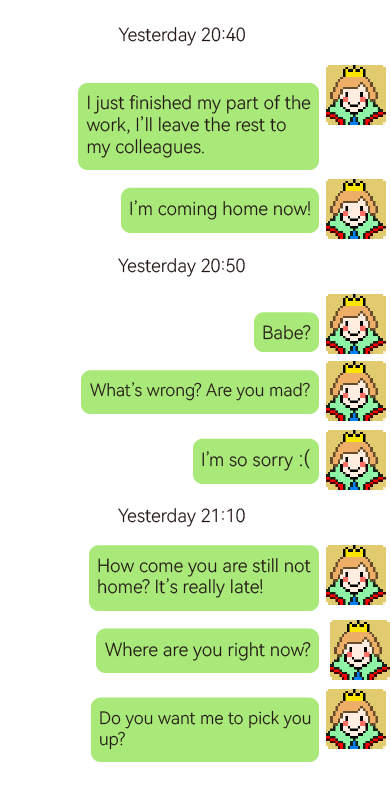 Yesterday 20:40
I just finished my part of the
work, I’ll leave the rest to
my colleagues.
I’m coming home now!
Yesterday 20:50
Babe?
What’s wrong? Are you mad?
I’m so sorry :(
Yesterday 21:10
How come you are still not
home? It’s really late!
Where are you right now?
Do you want me to pick you
up?